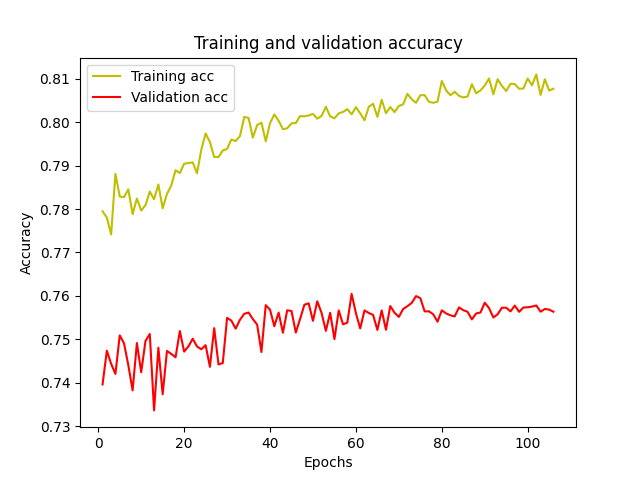 Training and validation accuracy
Training acc
Validation acc
Accuracy
0.81
0.80
0.79
0.78
0.77
0.76
0.75
0.74
0.73
0 20 40 60 80 100
Epochs